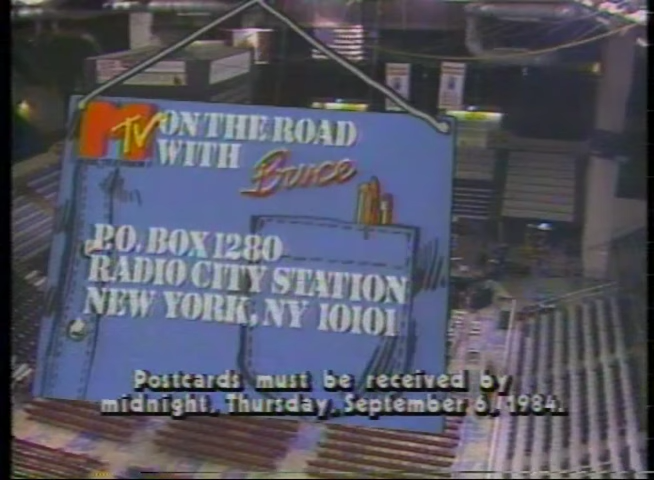 MTV ON THE ROAD
WITH Bruce
P.O. BOX 1280
RADIO CITY STATION
NEW YORK, NY 10101
Postcards must be received by
midnight, Thursday, September 6, 1984.